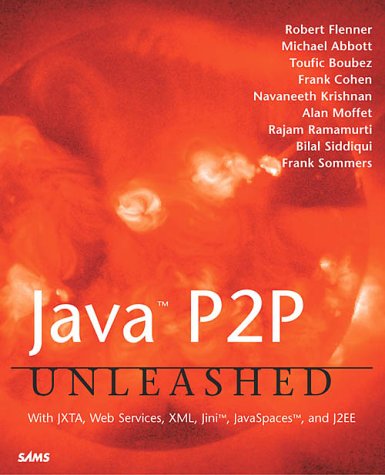 Robert Flenner
Michael Abbott
Toufic Boubez
Frank Cohen
Navaneeth Krishnan
Alan Moffet
Rajam Ramamurti
Bilal Siddiqui
Frank Sommers
Java™ P2P
UNLEASHED
With JXTA, Web Services, XML, Jini™, JavaSpaces™, and J2EE
SAMS